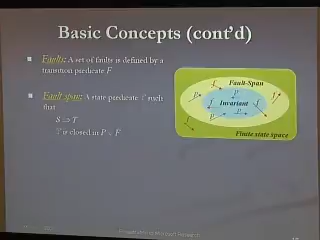 Basic Concepts (cont'd)
Faults: A set of faults is defined by a
transition predicate F
Fault span: A state predicate T such
that
S ⇒ T
T is closed in P ∪ F
Fault-Span
Invariant
Finite state space